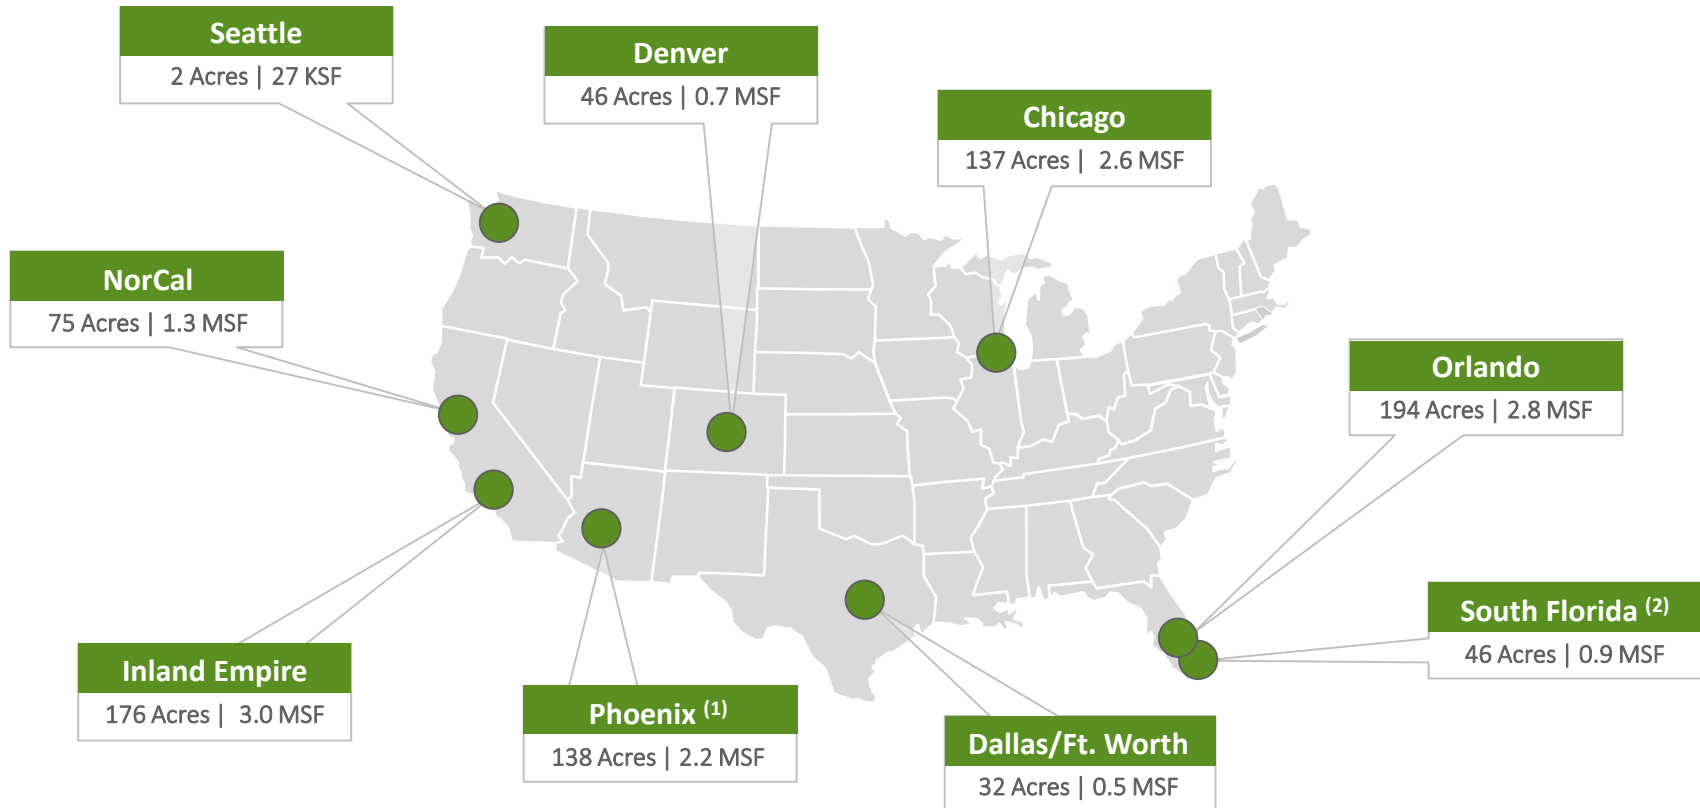 Seattle
2 Acres | 27 KSF
Denver
46 Acres | 0.7 MSF
Chicago
137 Acres | 2.6 MSF
NorCal
75 Acres | 1.3 MSF
Orlando
194 Acres | 2.8 MSF
South Florida (2)
46 Acres | 0.9 MSF
Inland Empire
176 Acres | 3.0 MSF
Phoenix (1)
138 Acres | 2.2 MSF
Dallas/Ft. Worth
32 Acres | 0.5 MSF